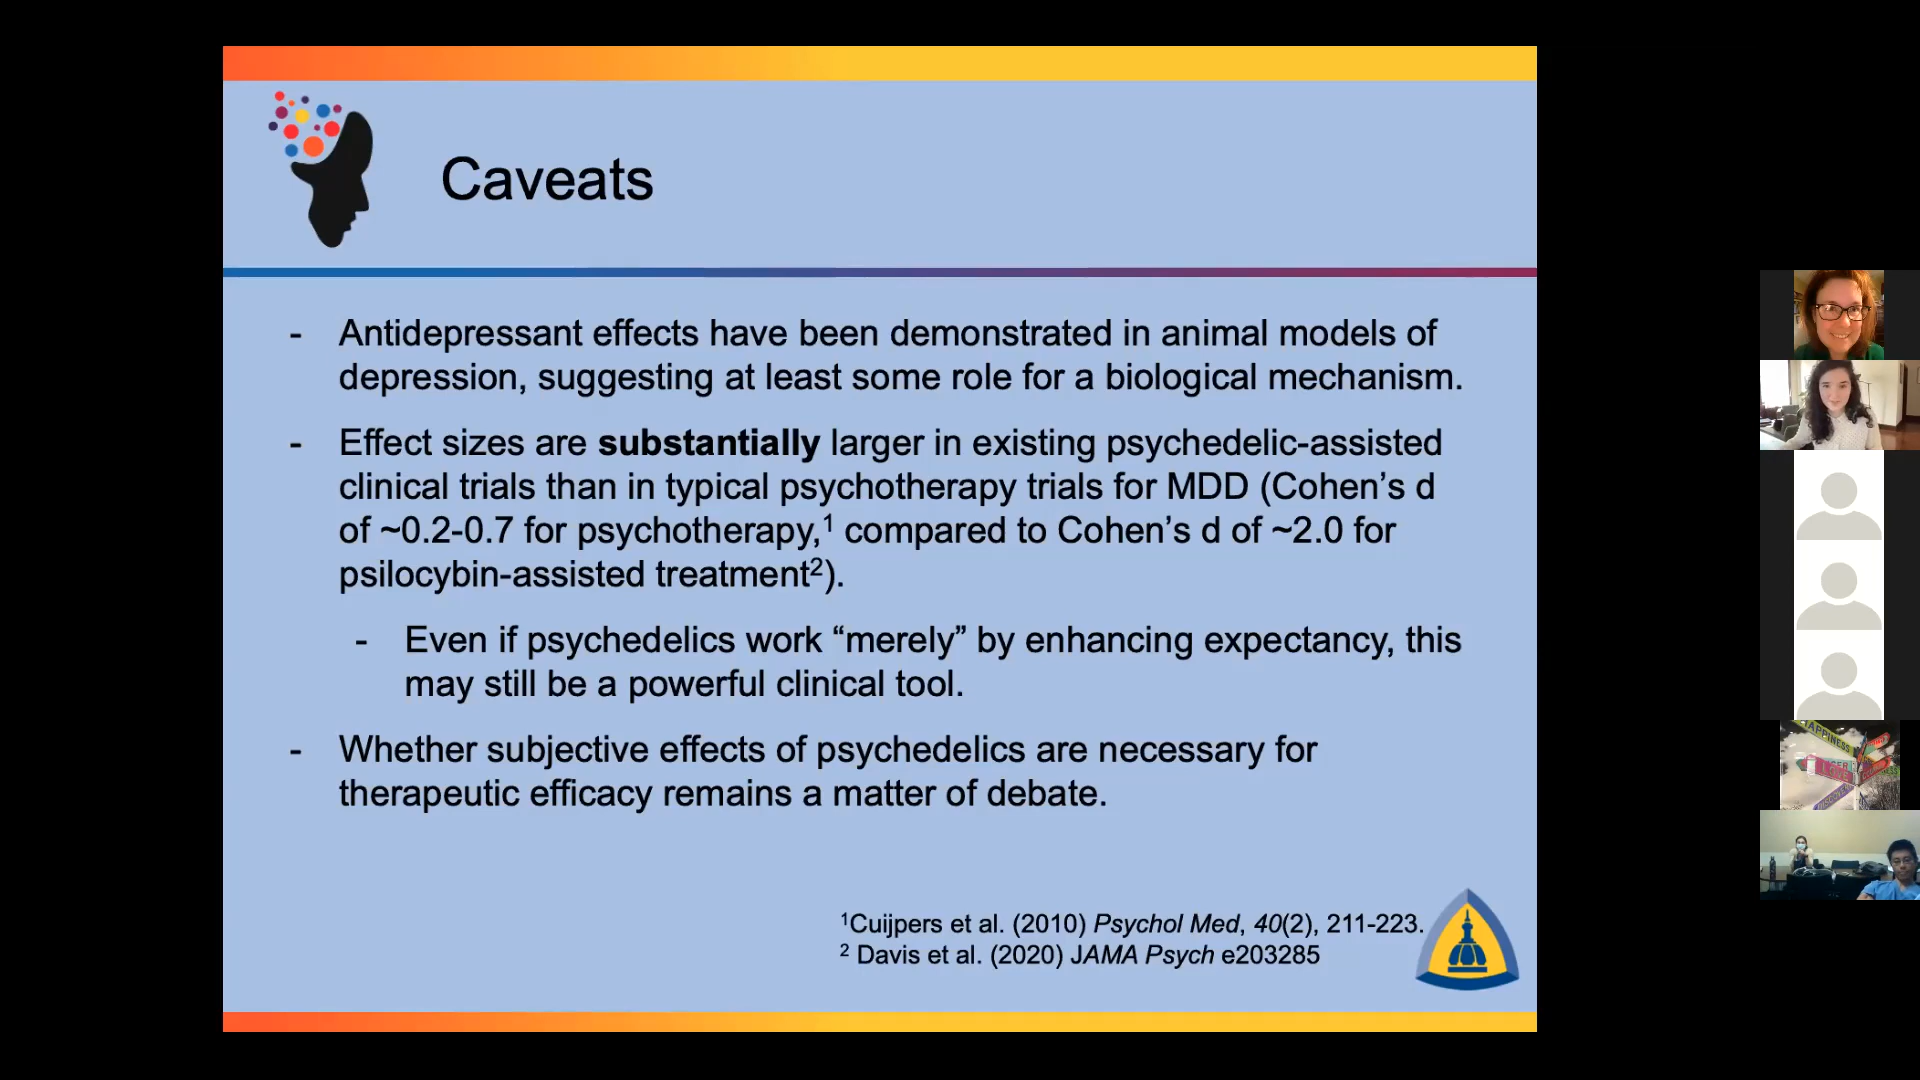 Caveats
- Antidepressant effects have been demonstrated in animal models of
depression, suggesting at least some role for a biological mechanism.
- Effect sizes are substantially larger in existing psychedelic-assisted
clinical trials than in typical psychotherapy trials for MDD (Cohen’s d
of ~0.2-0.7 for psychotherapy,¹ compared to Cohen’s d of ~2.0 for
psilocybin-assisted treatment²).
- Even if psychedelics work “merely” by enhancing expectancy, this
may still be a powerful clinical tool.
- Whether subjective effects of psychedelics are necessary for
therapeutic efficacy remains a matter of debate.
¹Cuijpers et al. (2010) Psychol Med, 40(2), 211-223.
² Davis et al. (2020) JAMA Psych e203285